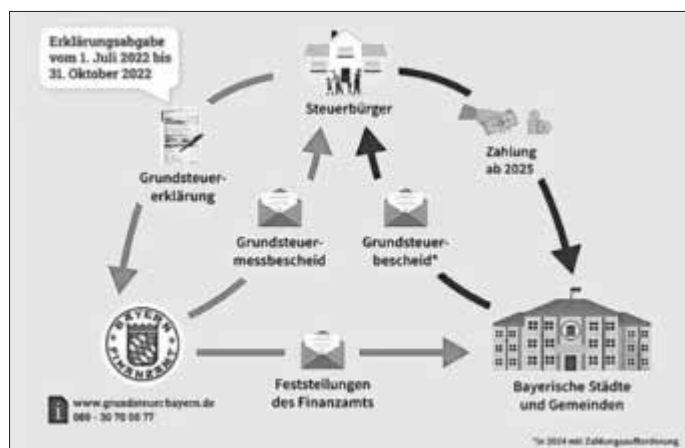 Erklärungsabgabe
vom 1. Juli 2022 bis
31. Oktober 2022
Steuerbürger
Grundsteuer-
erklärung
Zahlung
ab 2025
Grundsteuer-
messbescheid
Grundsteuer-
bescheid*
BAYERN
FINANZAMT
Feststellungen
des Finanzamts
Bayerische Städte
und Gemeinden
www.grundsteuer.bayern.de
089 - 30 70 00 77
*in 2024 mit Zahlungsaufforderung